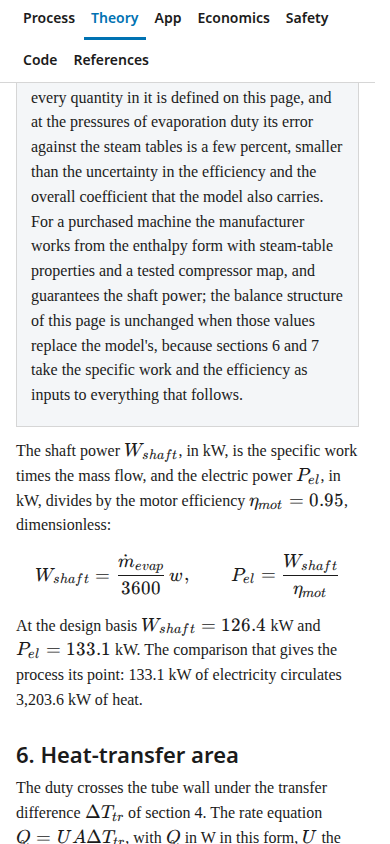 Process Theory App Economics Safety
Code References
every quantity in it is defined on this page, and
at the pressures of evaporation duty its error
against the steam tables is a few percent, smaller
than the uncertainty in the efficiency and the
overall coefficient that the model also carries.
For a purchased machine the manufacturer
works from the enthalpy form with steam-table
properties and a tested compressor map, and
guarantees the shaft power; the balance structure
of this page is unchanged when those values
replace the model's, because sections 6 and 7
take the specific work and the efficiency as
inputs to everything that follows.
The shaft power W_shaft, in kW, is the specific work
times the mass flow, and the electric power P_el, in
kW, divides by the motor efficiency η_mot = 0.95,
dimensionless:
W_shaft = ṁ_evap / 3600 w, P_el = W_shaft / η_mot
At the design basis W_shaft = 126.4 kW and
P_el = 133.1 kW. The comparison that gives the
process its point: 133.1 kW of electricity circulates
3,203.6 kW of heat.
6. Heat-transfer area
The duty crosses the tube wall under the transfer
difference ΔT_tr of section 4. The rate equation
Q = U A ΔT_tr, with Q in W in this form, U the